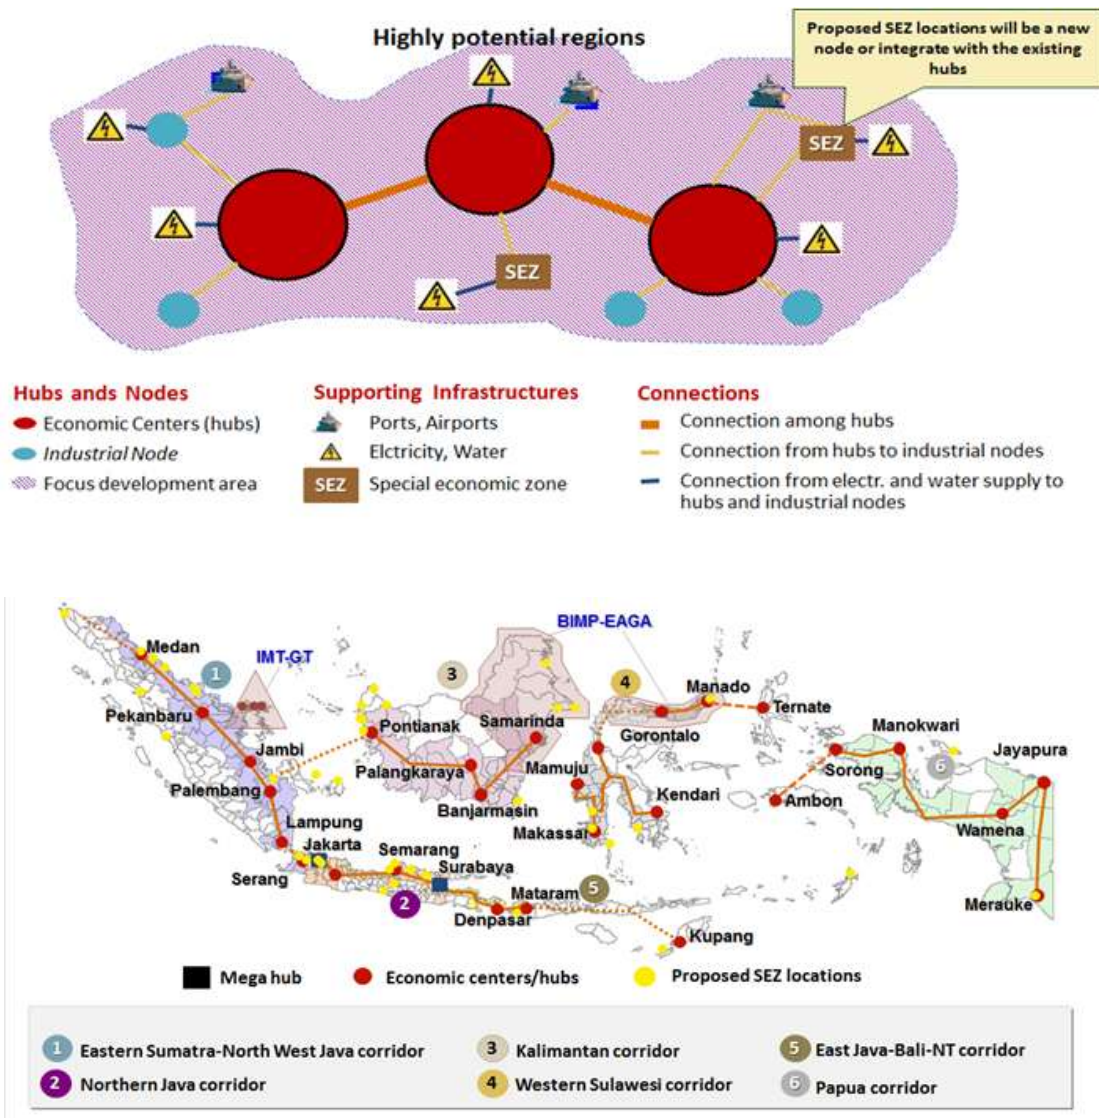 Highly potential regions
Proposed SEZ locations will be a new
node or integrate with the existing
hubs
SEZ
SEZ
Hubs ands Nodes
Economic Centers (hubs)
Industrial Node
Focus development area
Supporting Infrastructures
Ports, Airports
Elctricity, Water
SEZ Special economic zone
Connections
Connection among hubs
Connection from hubs to industrial nodes
Connection from electr. and water supply to
hubs and industrial nodes
BIMP-EAGA
Medan
1
IMT-GT
3
4
Manado
Pekanbaru
Pontianak
Samarinda
Ternate
Gorontalo
Manokwari
Jambi
Jayapura
Palangkaraya
Mamuju
Sorong
6
Palembang
Kendari
Banjarmasin
Ambon
Lampung
Makassar
Wamena
Jakarta
Semarang
Serang
Surabaya
2
Mataram
5
Merauke
Denpasar
Kupang
Mega hub
Economic centers/hubs
Proposed SEZ locations
1 Eastern Sumatra-North West Java corridor
2 Northern Java corridor
3 Kalimantan corridor
4 Western Sulawesi corridor
5 East Java-Bali-NT corridor
6 Papua corridor